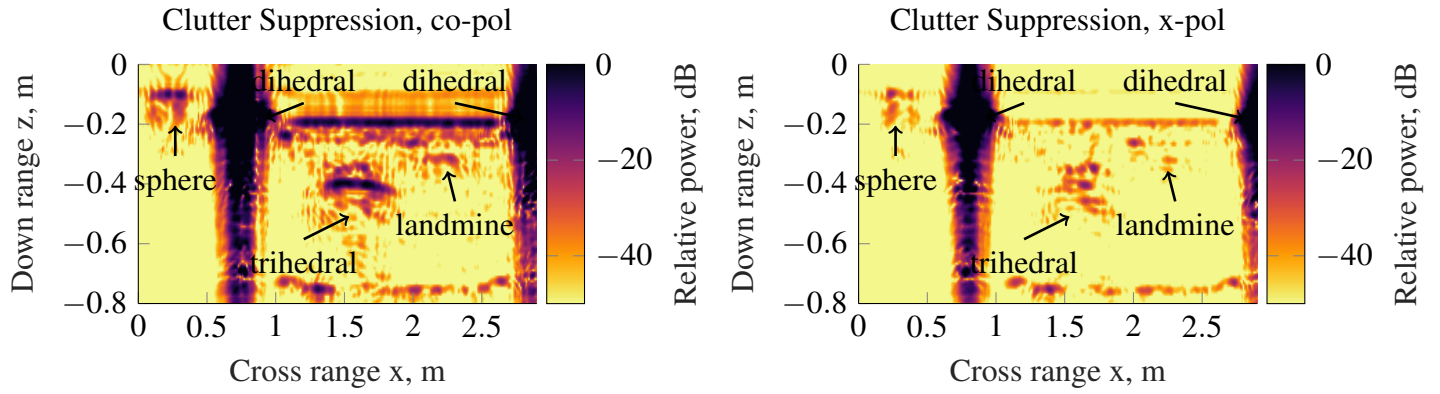 Clutter Suppression, co-pol
0
−0.2
−0.4
−0.6
−0.8
Down range z, m
dihedral
dihedral
sphere
landmine
trihedral
0
0.5
1
1.5
2
2.5
Cross range x, m
0
−20
−40
Relative power, dB
Clutter Suppression, x-pol
0
−0.2
−0.4
−0.6
−0.8
Down range z, m
dihedral
dihedral
sphere
landmine
trihedral
0
0.5
1
1.5
2
2.5
Cross range x, m
0
−20
−40
Relative power, dB